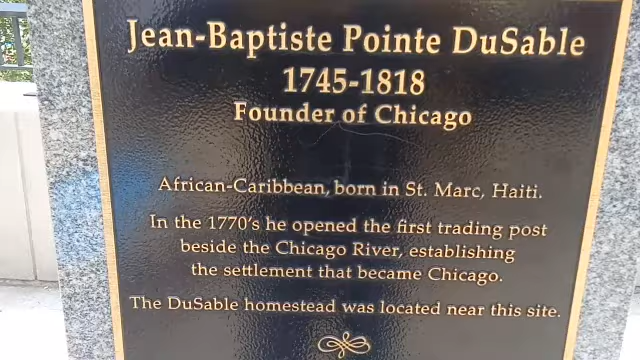 Jean-Baptiste Pointe DuSable
1745-1818
Founder of Chicago
African-Caribbean, born in St. Marc, Haiti.
In the 1770's he opened the first trading post
beside the Chicago River, establishing
the settlement that became Chicago.
The DuSable homestead was located near this site.